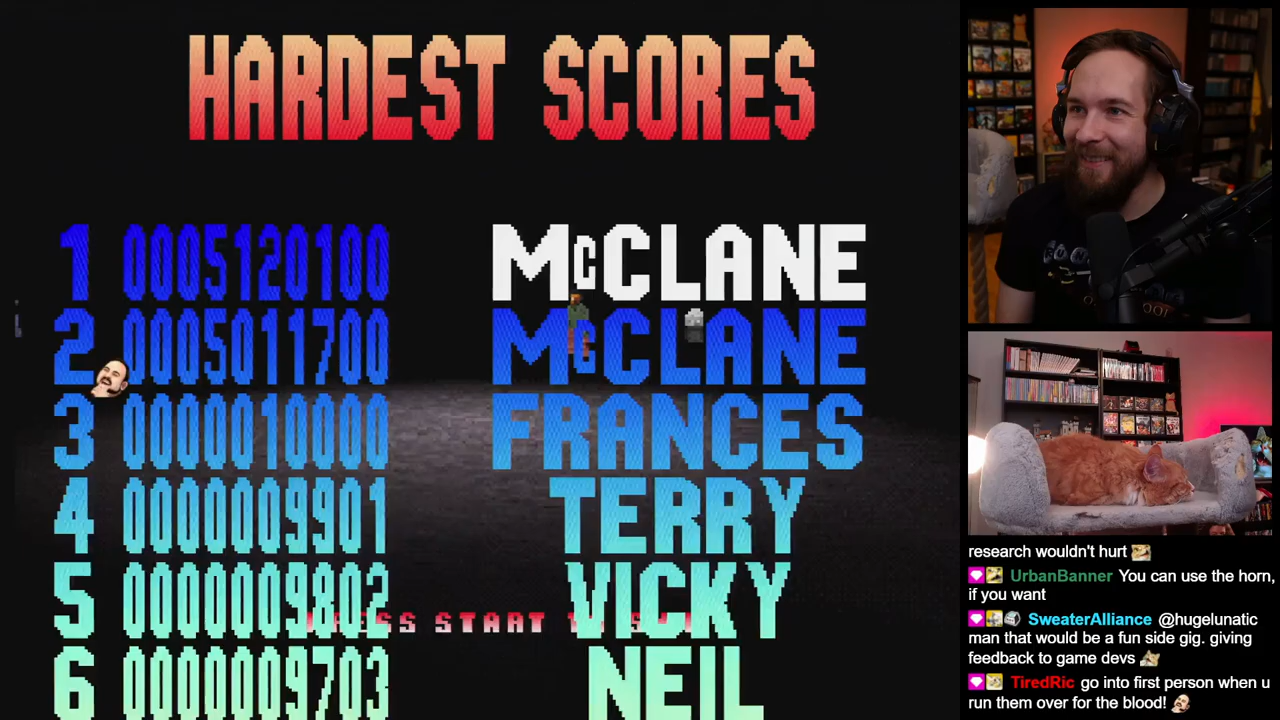 HARDEST SCORES
1 0005120100 McCLANE
2 0005011700 McCLANE
3 0000010000 FRANCES
4 0000009901 TERRY
5 0000009802 VICKY
START
6 0000009703 NEIL
research wouldn't hurt
UrbanBanner You can use the horn,
if you want
SweaterAlliance @hugelunatic
man that would be a fun side gig. giving
feedback to game devs
TiredRic go into first person when u
run them over for the blood!